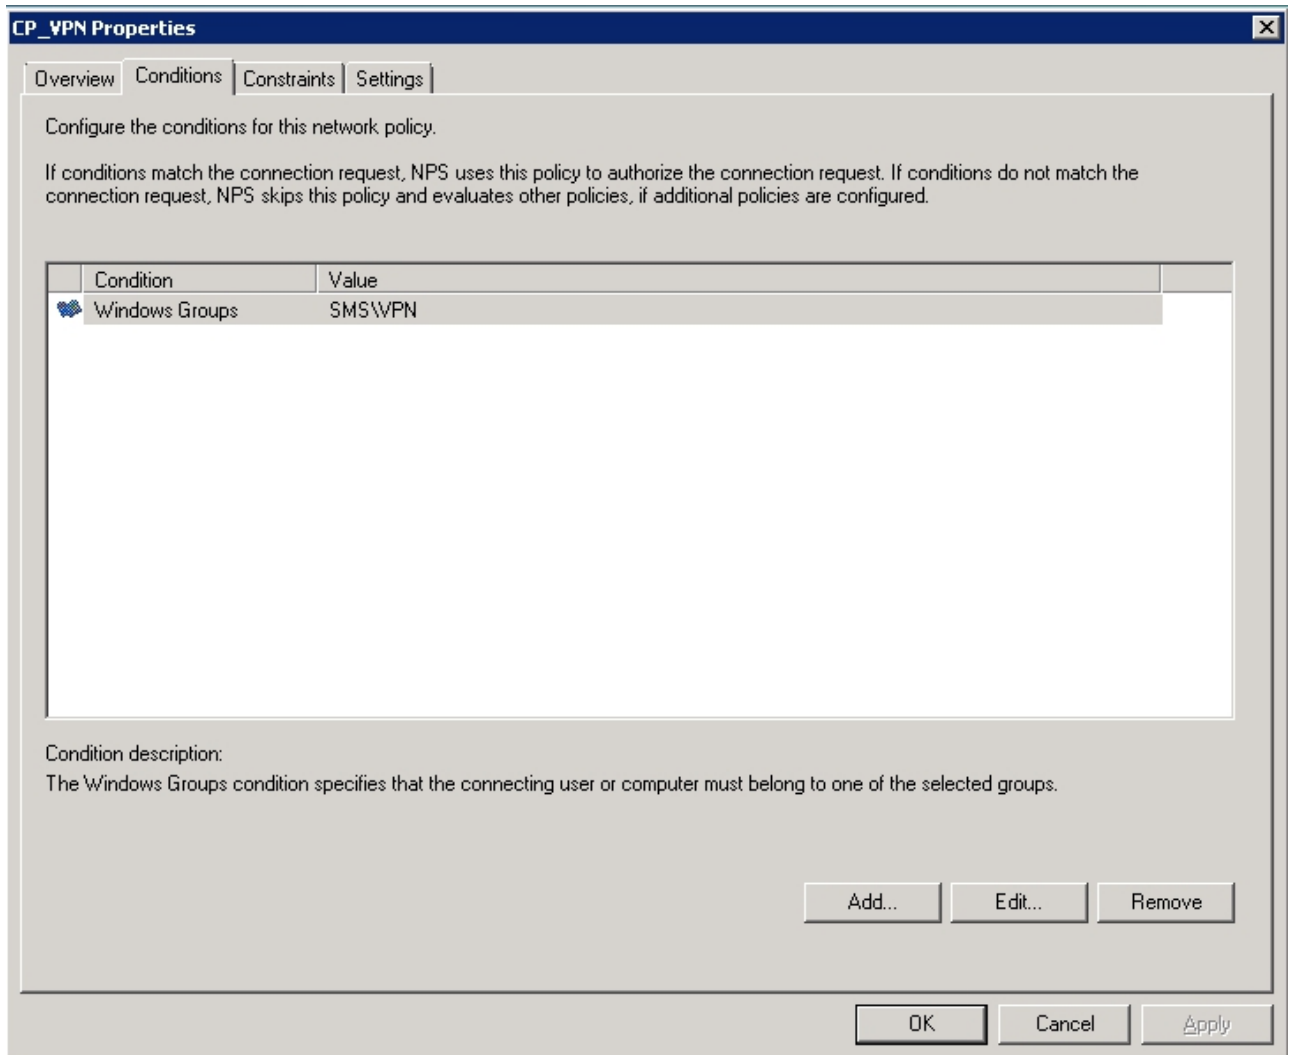 CP_VPN Properties
Overview Conditions Constraints Settings
Configure the conditions for this network policy.
If conditions match the connection request, NPS uses this policy to authorize the connection request. If conditions do not match the
connection request, NPS skips this policy and evaluates other policies, if additional policies are configured.
Condition Value
Windows Groups SMS\VPN
Condition description:
The Windows Groups condition specifies that the connecting user or computer must belong to one of the selected groups.
Add... Edit... Remove
OK Cancel Apply